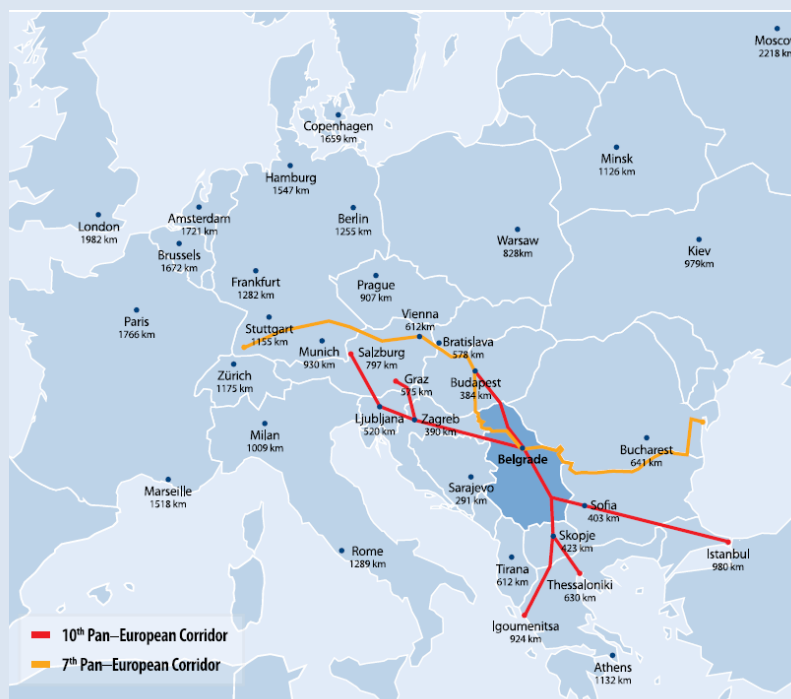 Moscow
2218 km
Copenhagen
1659 km
Minsk
1126 km
Hamburg
1547 km
Amsterdam
1721 km
Berlin
1255 km
London
1982 km
Warsaw
828km
Kiev
979km
Brussels
1672 km
Frankfurt
1282 km
Prague
907 km
Paris
1766 km
Vienna
612km
Stuttgart
1155 km
Bratislava
578 km
Munich
930 km
Salzburg
797 km
Zürich
1175 km
Graz
575 km
Budapest
384 km
Ljubljana
520 km
Zagreb
390 km
Milan
1009 km
Bucharest
641 km
Belgrade
Marseille
1518 km
Sarajevo
291 km
Sofia
403 km
Skopje
423 km
Rome
1289 km
Istanbul
980 km
Tirana
612 km
Thessaloniki
630 km
Igoumenitsa
924 km
10th Pan–European Corridor
7th Pan–European Corridor
Athens
1132 km